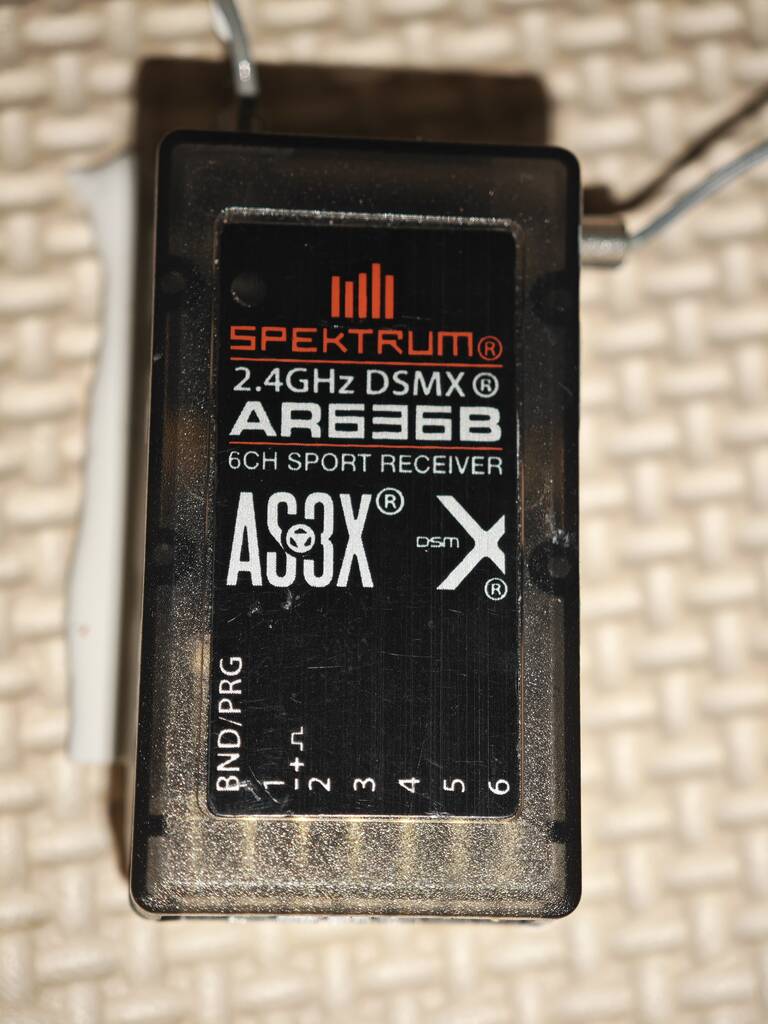 SPEKTRUM®
2.4GHz DSMX ®
AR636B
6CH SPORT RECEIVER
AS3X®
DSM X®
BND/PRG
1
- +
2
3
4
5
6